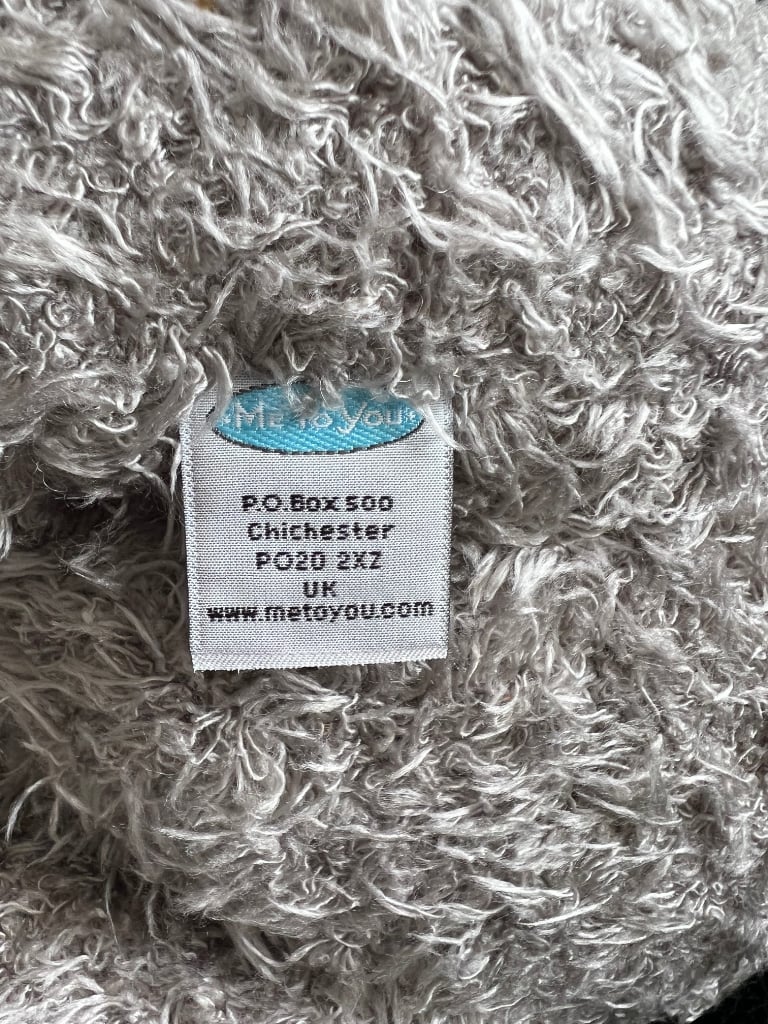 Me to You
P.O.Box 500
Chichester
PO20 2XZ
UK
www.metoyou.com